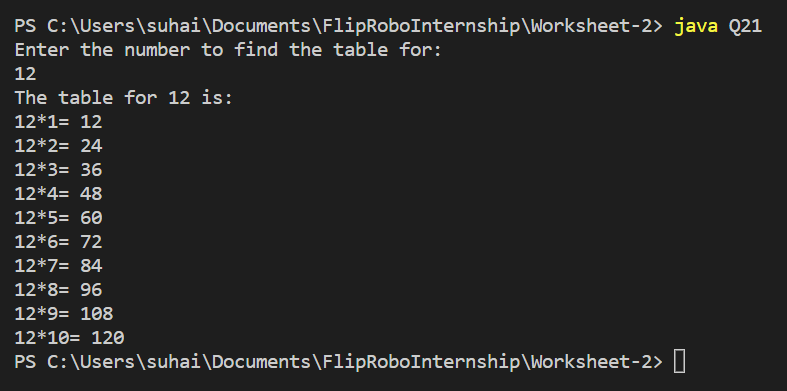 PS C:\Users\suhai\Documents\FlipRoboInternship\Worksheet-2> java Q21
Enter the number to find the table for:
12
The table for 12 is:
12*1= 12
12*2= 24
12*3= 36
12*4= 48
12*5= 60
12*6= 72
12*7= 84
12*8= 96
12*9= 108
12*10= 120
PS C:\Users\suhai\Documents\FlipRoboInternship\Worksheet-2>